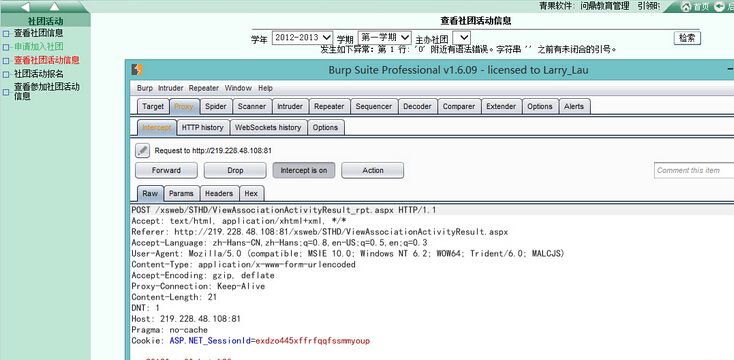 青果软件：问鼎教育管理 引领
首页
社团活动
查看社团信息
申请加入社团
查看社团活动信息
社团活动报名
查看参加社团活动
信息
查看社团活动信息
学年 2012-2013 学期 第一学期 主办社团 检索
发生如下异常：第 1 行：'0' 附近有语法错误。字符串 '' 之前有未闭合的引号。
Burp Suite Professional v1.6.09 - licensed to Larry_Lau
Burp Intruder Repeater Window Help
Target Proxy Spider Scanner Intruder Repeater Sequencer Decoder Comparer Extender Options Alerts
Intercept HTTP history WebSockets history Options
Request to http://219.228.48.108:81
Forward Drop Intercept is on Action Comment this item
Raw Params Headers Hex
POST /xsweb/STHD/ViewAssociationActivityResult_rpt.aspx HTTP/1.1
Accept: text/html, application/xhtml+xml, */*
Referer: http://219.228.48.108:81/xsweb/STHD/ViewAssociationActivityResult.aspx
Accept-Language: zh-Hans-CN,zh-Hans;q=0.8,en-US;q=0.5,en;q=0.3
User-Agent: Mozilla/5.0 (compatible; MSIE 10.0; Windows NT 6.2; WOW64; Trident/6.0; MALCJS)
Content-Type: application/x-www-form-urlencoded
Accept-Encoding: gzip, deflate
Proxy-Connection: Keep-Alive
Content-Length: 21
DNT: 1
Host: 219.228.48.108:81
Pragma: no-cache
Cookie: ASP.NET_SessionId=exdzo445xffrfqqfssmmyoup